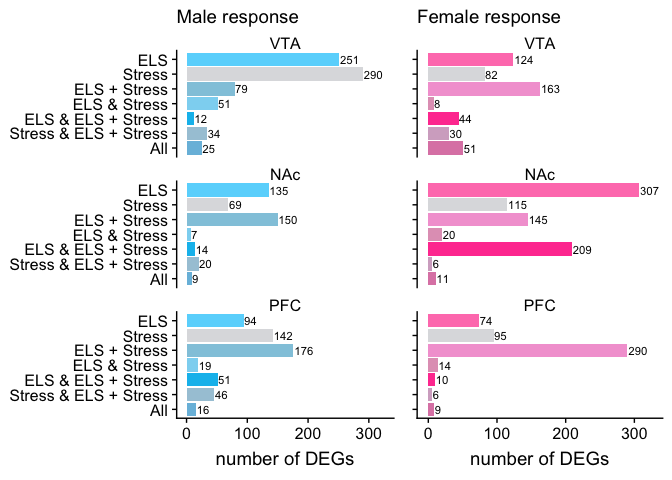 Male response Female response
VTA VTA
ELS 251 124
Stress 290 82
ELS + Stress 79 163
ELS & Stress 51 8
ELS & ELS + Stress 12 44
Stress & ELS + Stress 34 30
All 25 51
NAc NAc
ELS 135 307
Stress 69 115
ELS + Stress 150 145
ELS & Stress 7 20
ELS & ELS + Stress 14 209
Stress & ELS + Stress 20 6
All 9 11
PFC PFC
ELS 94 74
Stress 142 95
ELS + Stress 176 290
ELS & Stress 19 14
ELS & ELS + Stress 51 10
Stress & ELS + Stress 46 6
All 16 9
0 100 200 300 0 100 200 300
number of DEGs number of DEGs